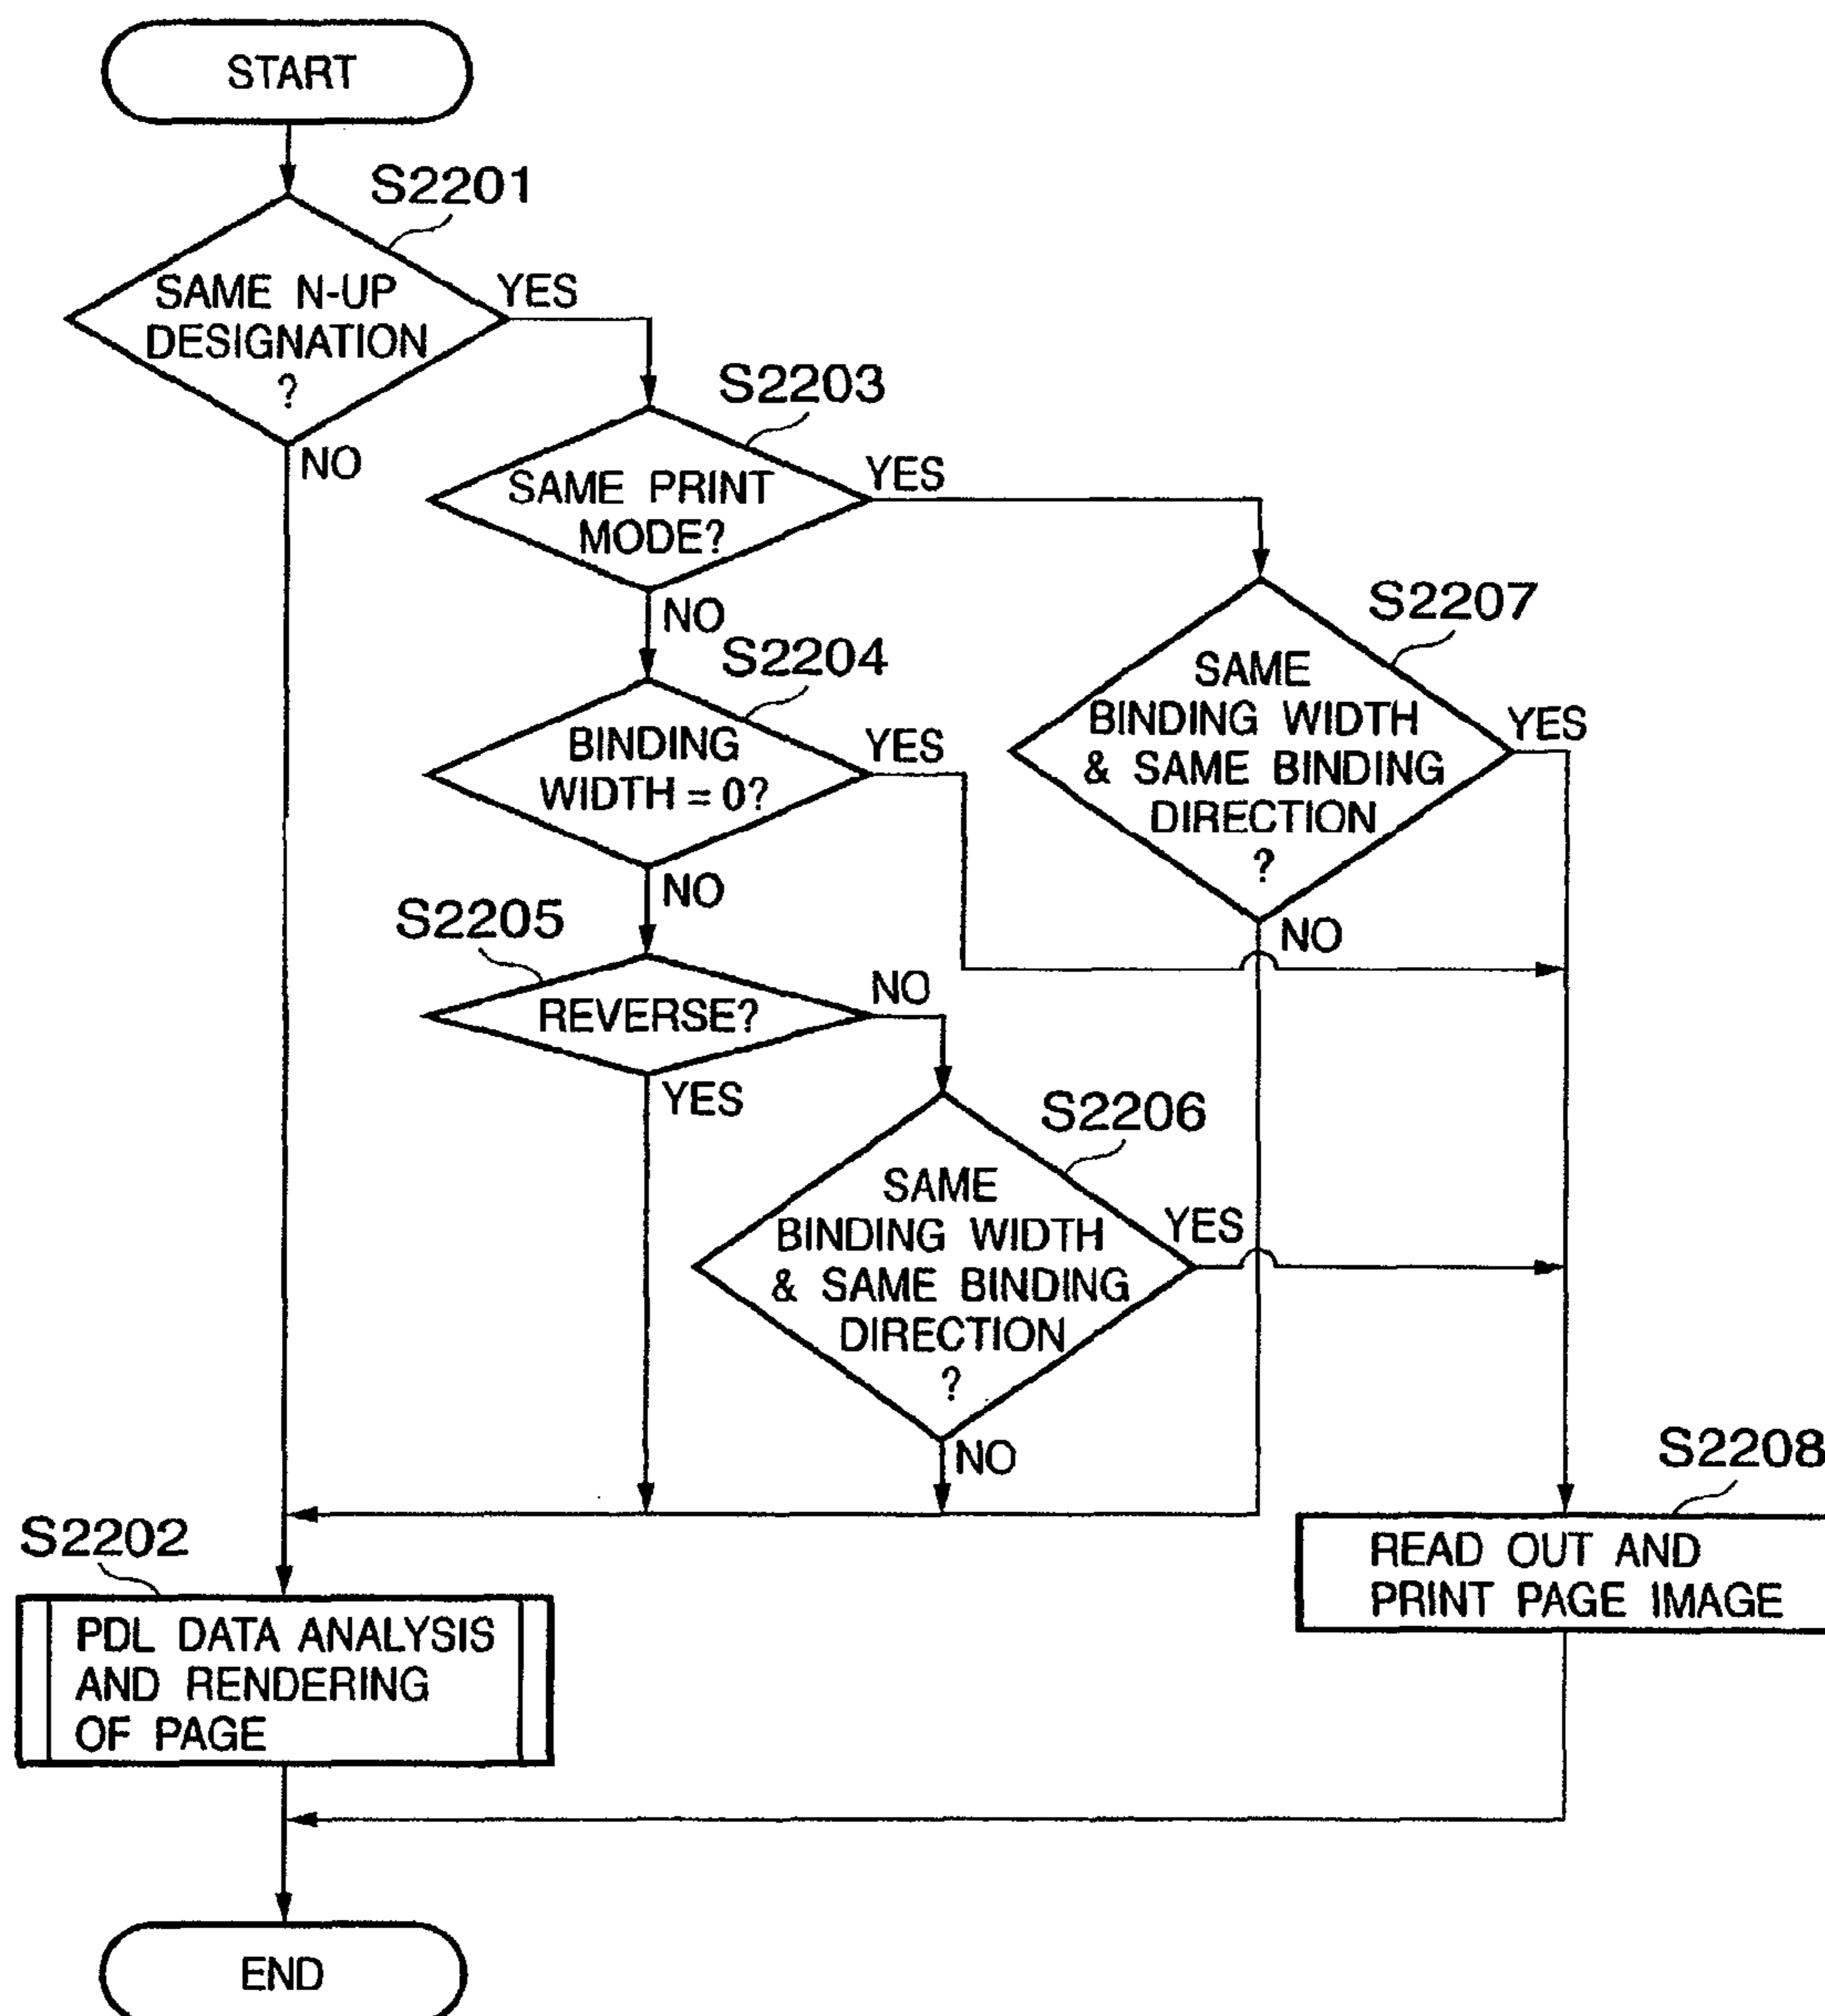 START
S2201
SAME N-UP
DESIGNATION
?
YES
NO
S2203
SAME PRINT
MODE?
YES
NO
S2204
BINDING
WIDTH = 0?
YES
NO
S2207
SAME
BINDING WIDTH
& SAME BINDING
DIRECTION
?
YES
NO
S2205
REVERSE?
NO
YES
S2206
SAME
BINDING WIDTH
& SAME BINDING
DIRECTION
?
YES
NO
S2208
READ OUT AND
PRINT PAGE IMAGE
S2202
PDL DATA ANALYSIS
AND RENDERING
OF PAGE
END